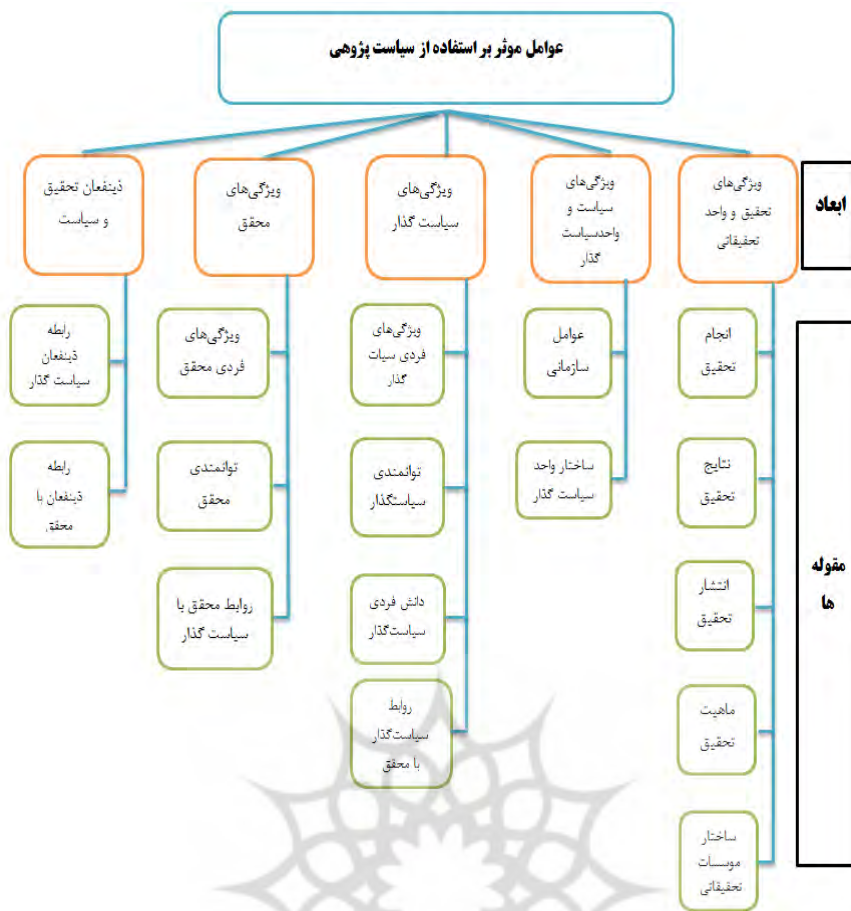 عوامل موثر بر استفاده از سیاست پژوهی
ابعاد
ویژگی‌های
تحقیق و واحد
تحقیقاتی
ویژگی‌های
سیاست و
واحدسیاست
گذار
ویژگی‌های
سیاست گذار
ویژگی‌های
محقق
ذینفعان تحقیق
و سیاست
مقوله
ها
انجام
تحقیق
نتایج
تحقیق
انتشار
تحقیق
ماهیت
تحقیق
ساختار
موسسات
تحقیقاتی
عوامل
سازمانی
ساختار واحد
سیاست گذار
ویژگی‌های
فردی سیات
گذار
توانمندی
سیاستگذار
دانش فردی
سیاست‌گذار
روابط
سیاست‌گذار
با محقق
ویژگی‌های
فردی محقق
توانمندی
محقق
روابط محقق با
سیاست گذار
رابطه
ذینفعان
سیاست گذار
رابطه
ذینفعان با
محقق